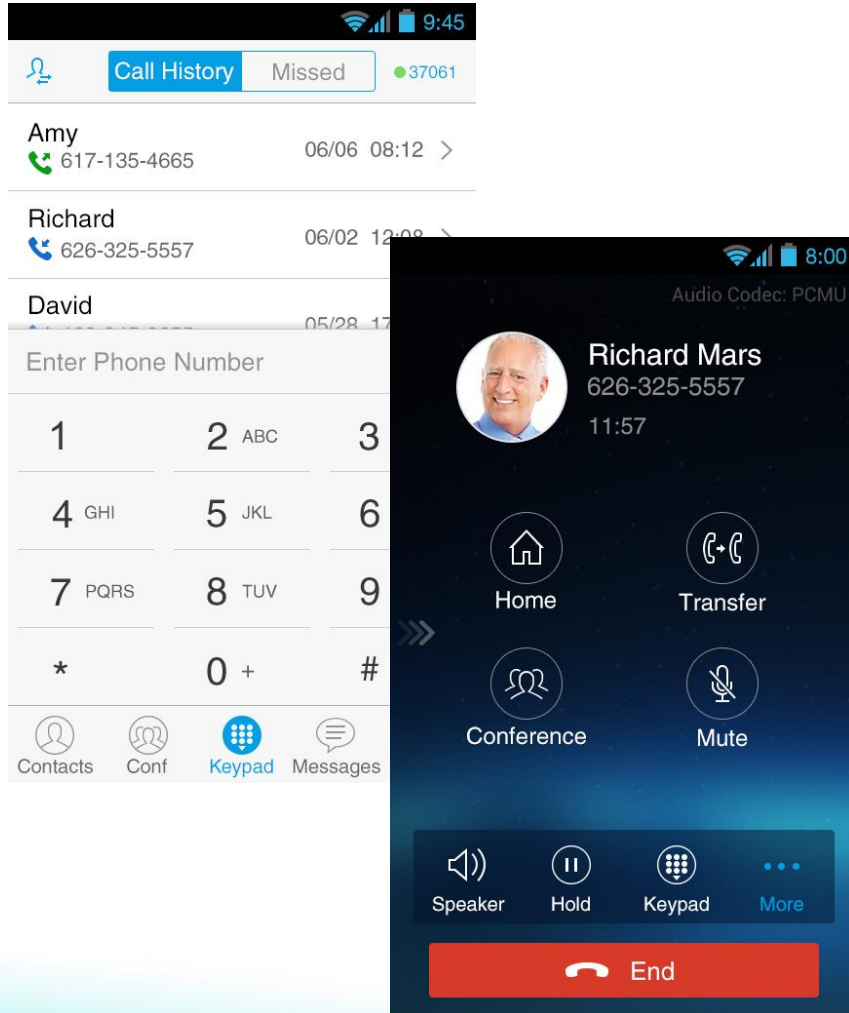 9:45
Call History Missed 37061
Amy
617-135-4665 06/06 08:12
Richard
626-325-5557 06/02
David
05/28
Enter Phone Number
1 2 ABC 3
4 GHI 5 JKL 6
7 PQRS 8 TUV 9
* 0 + #
Contacts Conf Keypad Messages
8:00
Audio Codec: PCMU
Richard Mars
626-325-5557
11:57
Home Transfer
Conference Mute
Speaker Hold Keypad More
End